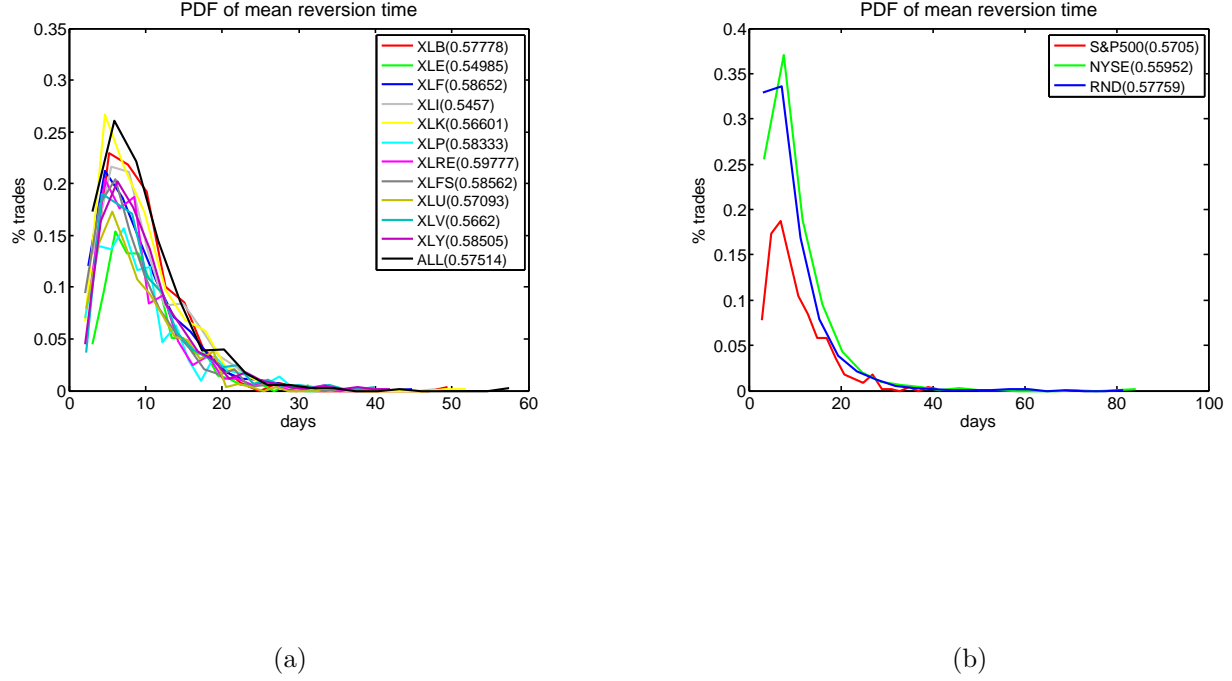 PDF of mean reversion time
0.35
0.3
0.25
0.2
0.15
0.1
0.05
0
% trades
0
10
20
30
40
50
60
days
XLB(0.57778)
XLE(0.54985)
XLF(0.58652)
XLI(0.5457)
XLK(0.56601)
XLP(0.58333)
XLRE(0.59777)
XLFS(0.58562)
XLU(0.57093)
XLV(0.5662)
XLY(0.58505)
ALL(0.57514)
(a)
PDF of mean reversion time
0.4
0.35
0.3
0.25
0.2
0.15
0.1
0.05
0
% trades
0
20
40
60
80
100
days
S&P500(0.5705)
NYSE(0.55952)
RND(0.57759)
(b)